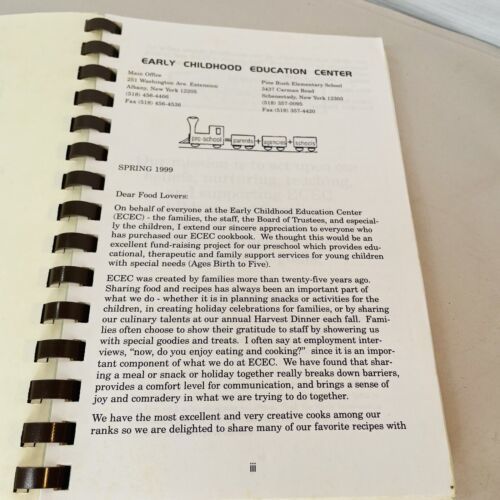 EARLY CHILDHOOD EDUCATION CENTER
Main Office
251 Washington Ave. Extension
Albany, New York 12205
(518) 456-4466
Fax (518) 456-4536
Pine Bush Elementary School
3437 Carman Road
Schenectady, New York 12303
(518) 357-0095
Fax (518) 357-4420
pre-school = parents + agencies + schools
SPRING 1999
Dear Food Lovers:
On behalf of everyone at the Early Childhood Education Center
(ECEC) - the families, the staff, the Board of Trustees, and especial-
ly the children, I extend our sincere appreciation to everyone who
has purchased our ECEC cookbook. We thought this would be an
excellent fund-raising project for our preschool which provides edu-
cational, therapeutic and family support services for young children
with special needs (Ages Birth to Five).
ECEC was created by families more than twenty-five years ago.
Sharing food and recipes has always been an important part of
what we do - whether it is in planning snacks or activities for the
children, in creating holiday celebrations for families, or by sharing
our culinary talents at our annual Harvest Dinner each fall. Fami-
lies often choose to show their gratitude to staff by showering us
with special goodies and treats. I often say at employment inter-
views, "now, do you enjoy eating and cooking?" since it is an impor-
tant component of what we do at ECEC. We have found that shar-
ing a meal or snack or holiday together really breaks down barriers,
provides a comfort level for communication, and brings a sense of
joy and comradery in what we are trying to do together.
We have the most excellent and very creative cooks among our
ranks so we are delighted to share many of our favorite recipes with
iii